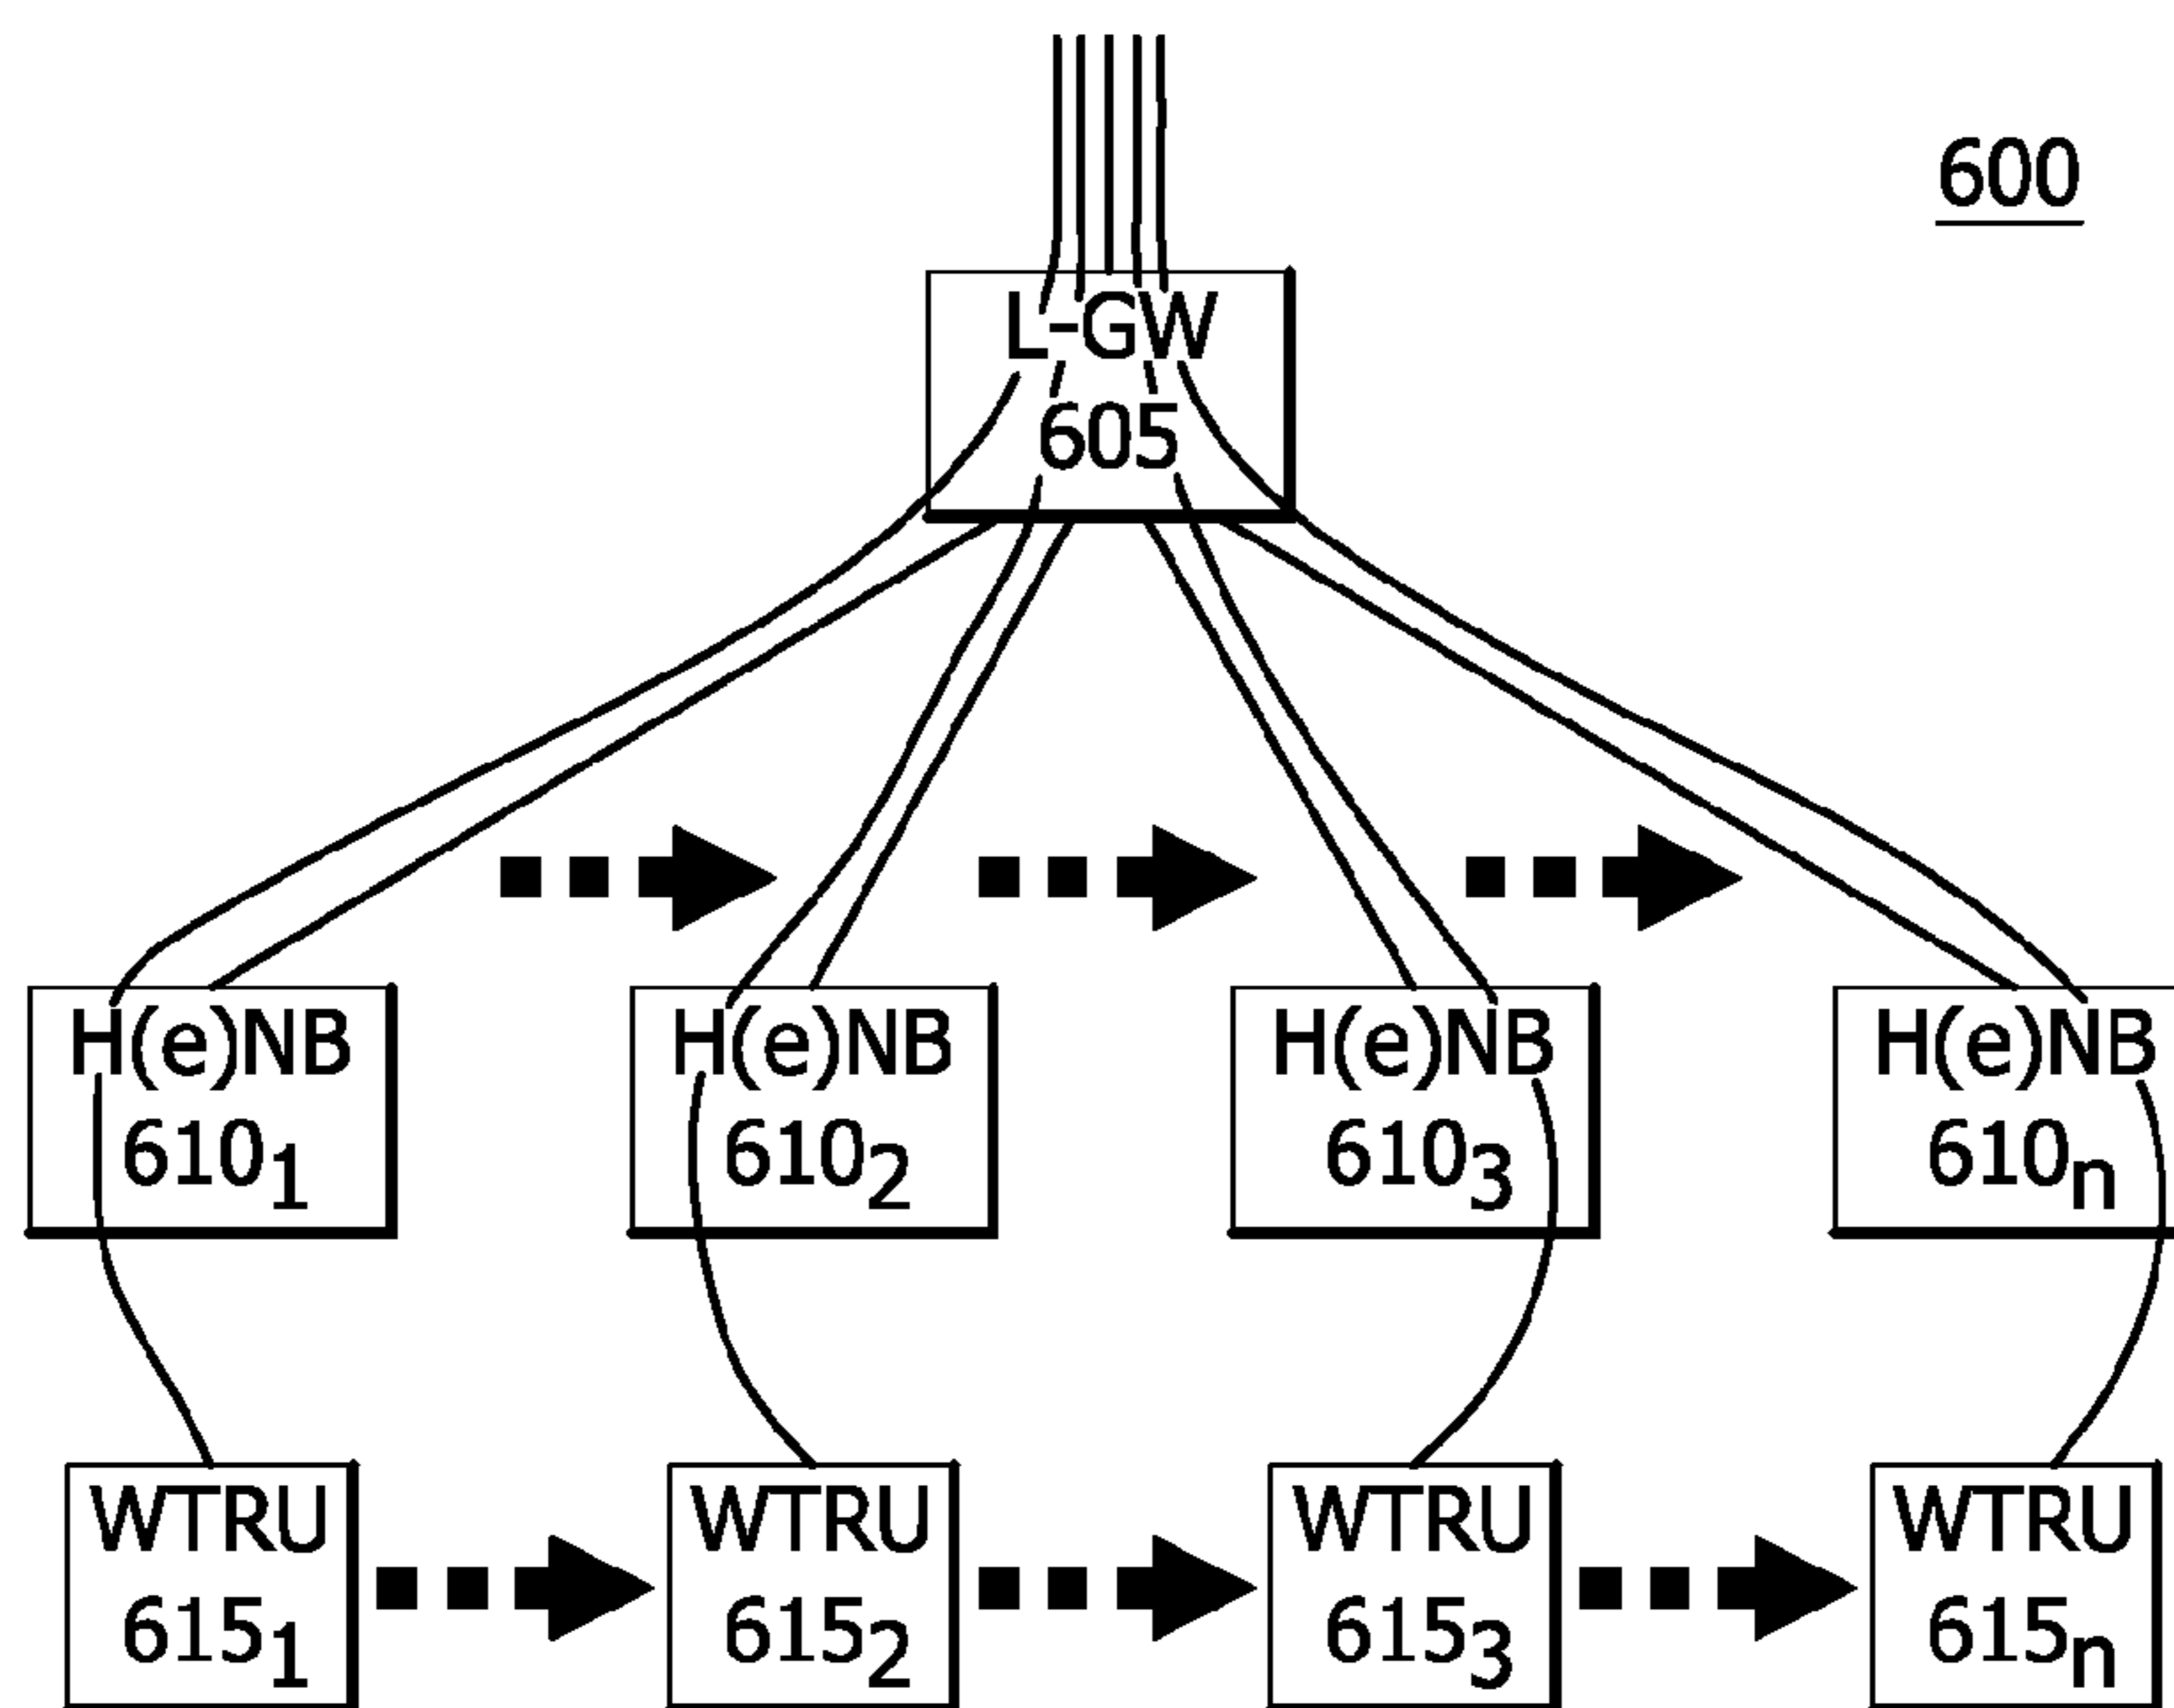 600
L-GW
605
H(e)NB
610₁
H(e)NB
610₂
H(e)NB
610₃
H(e)NB
610ₙ
WTRU
615₁
WTRU
615₂
WTRU
615₃
WTRU
615ₙ